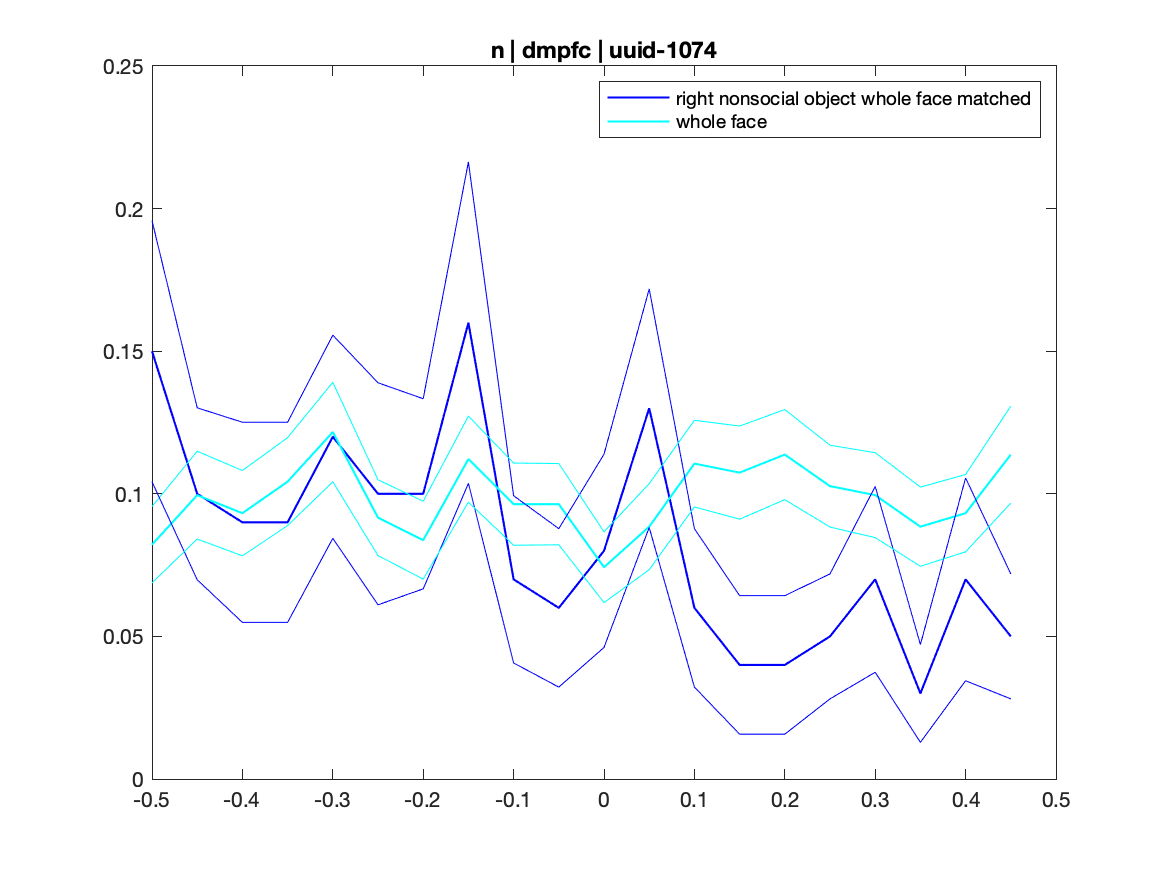 n | dmpfc | uuid-1074
right nonsocial object whole face matched
whole face
0.25
0.2
0.15
0.1
0.05
0
-0.5 -0.4 -0.3 -0.2 -0.1 0 0.1 0.2 0.3 0.4 0.5